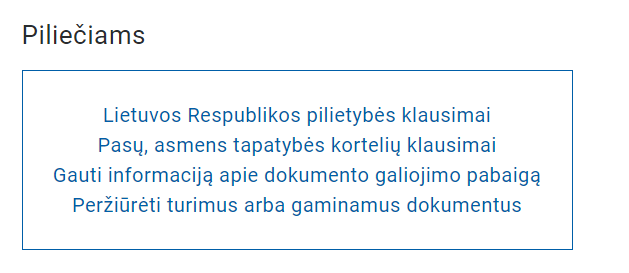 Piliečiams
Lietuvos Respublikos pilietybės klausimai
Pasų, asmens tapatybės kortelių klausimai
Gauti informaciją apie dokumento galiojimo pabaigą
Peržiūrėti turimus arba gaminamus dokumentus